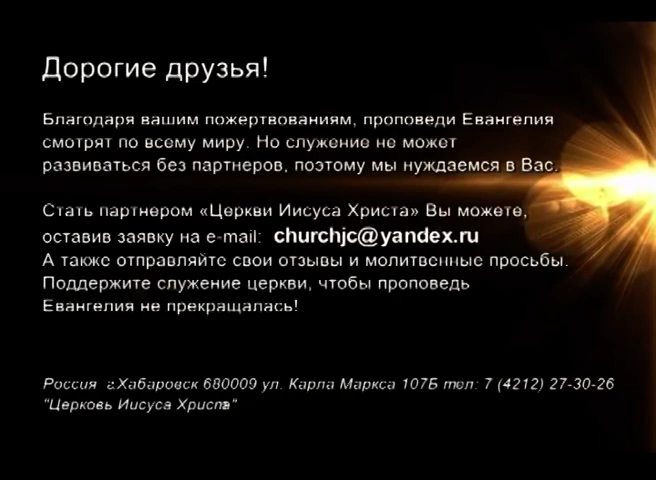 Дорогие друзья!
Благодаря вашим пожертвованиям, проповеди Евангелия
смотрят по всему миру. Но служение не может
развиваться без партнеров, поэтому мы нуждаемся в Вас.
Стать партнером «Церкви Иисуса Христа» Вы можете,
оставив заявку на e-mail: churchjc@yandex.ru
А также отправляйте свои отзывы и молитвенные просьбы.
Поддержите служение церкви, чтобы проповедь
Евангелия не прекращалась!
Россия г.Хабаровск 680009 ул. Карла Маркса 107Б тел: 7 (4212) 27-30-26
"Церковь Иисуса Христа"